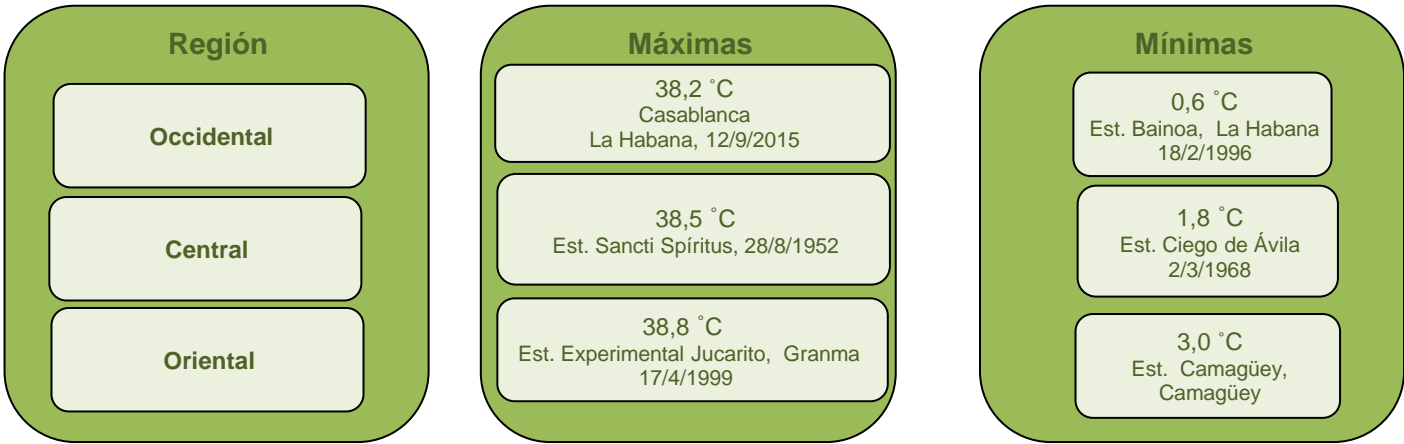 Región
Occidental
Central
Oriental
Máximas
38,2 °C
Casablanca
La Habana, 12/9/2015
38,5 °C
Est. Sancti Spíritus, 28/8/1952
38,8 °C
Est. Experimental Jucarito, Granma
17/4/1999
Mínimas
0,6 °C
Est. Bainoa, La Habana
18/2/1996
1,8 °C
Est. Ciego de Ávila
2/3/1968
3,0 °C
Est. Camagüey,
Camagüey